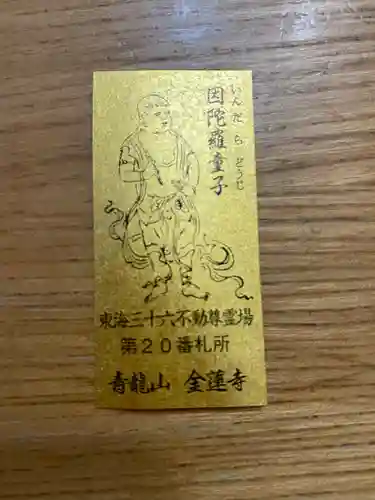 因陀羅童子
いんだらどうじ
東海三十六不動尊霊場
第20番札所
青龍山 金蓮寺